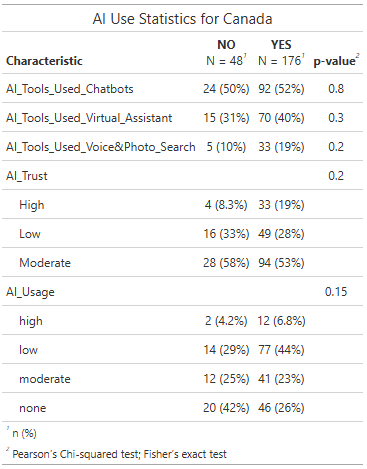 AI Use Statistics for Canada
NO YES
Characteristic N = 48¹ N = 176¹ p-value²
AI_Tools_Used_Chatbots 24 (50%) 92 (52%) 0.8
AI_Tools_Used_Virtual_Assistant 15 (31%) 70 (40%) 0.3
AI_Tools_Used_Voice&Photo_Search 5 (10%) 33 (19%) 0.2
AI_Trust 0.2
High 4 (8.3%) 33 (19%)
Low 16 (33%) 49 (28%)
Moderate 28 (58%) 94 (53%)
AI_Usage 0.15
high 2 (4.2%) 12 (6.8%)
low 14 (29%) 77 (44%)
moderate 12 (25%) 41 (23%)
none 20 (42%) 46 (26%)
¹ n (%)
² Pearson's Chi-squared test; Fisher's exact test